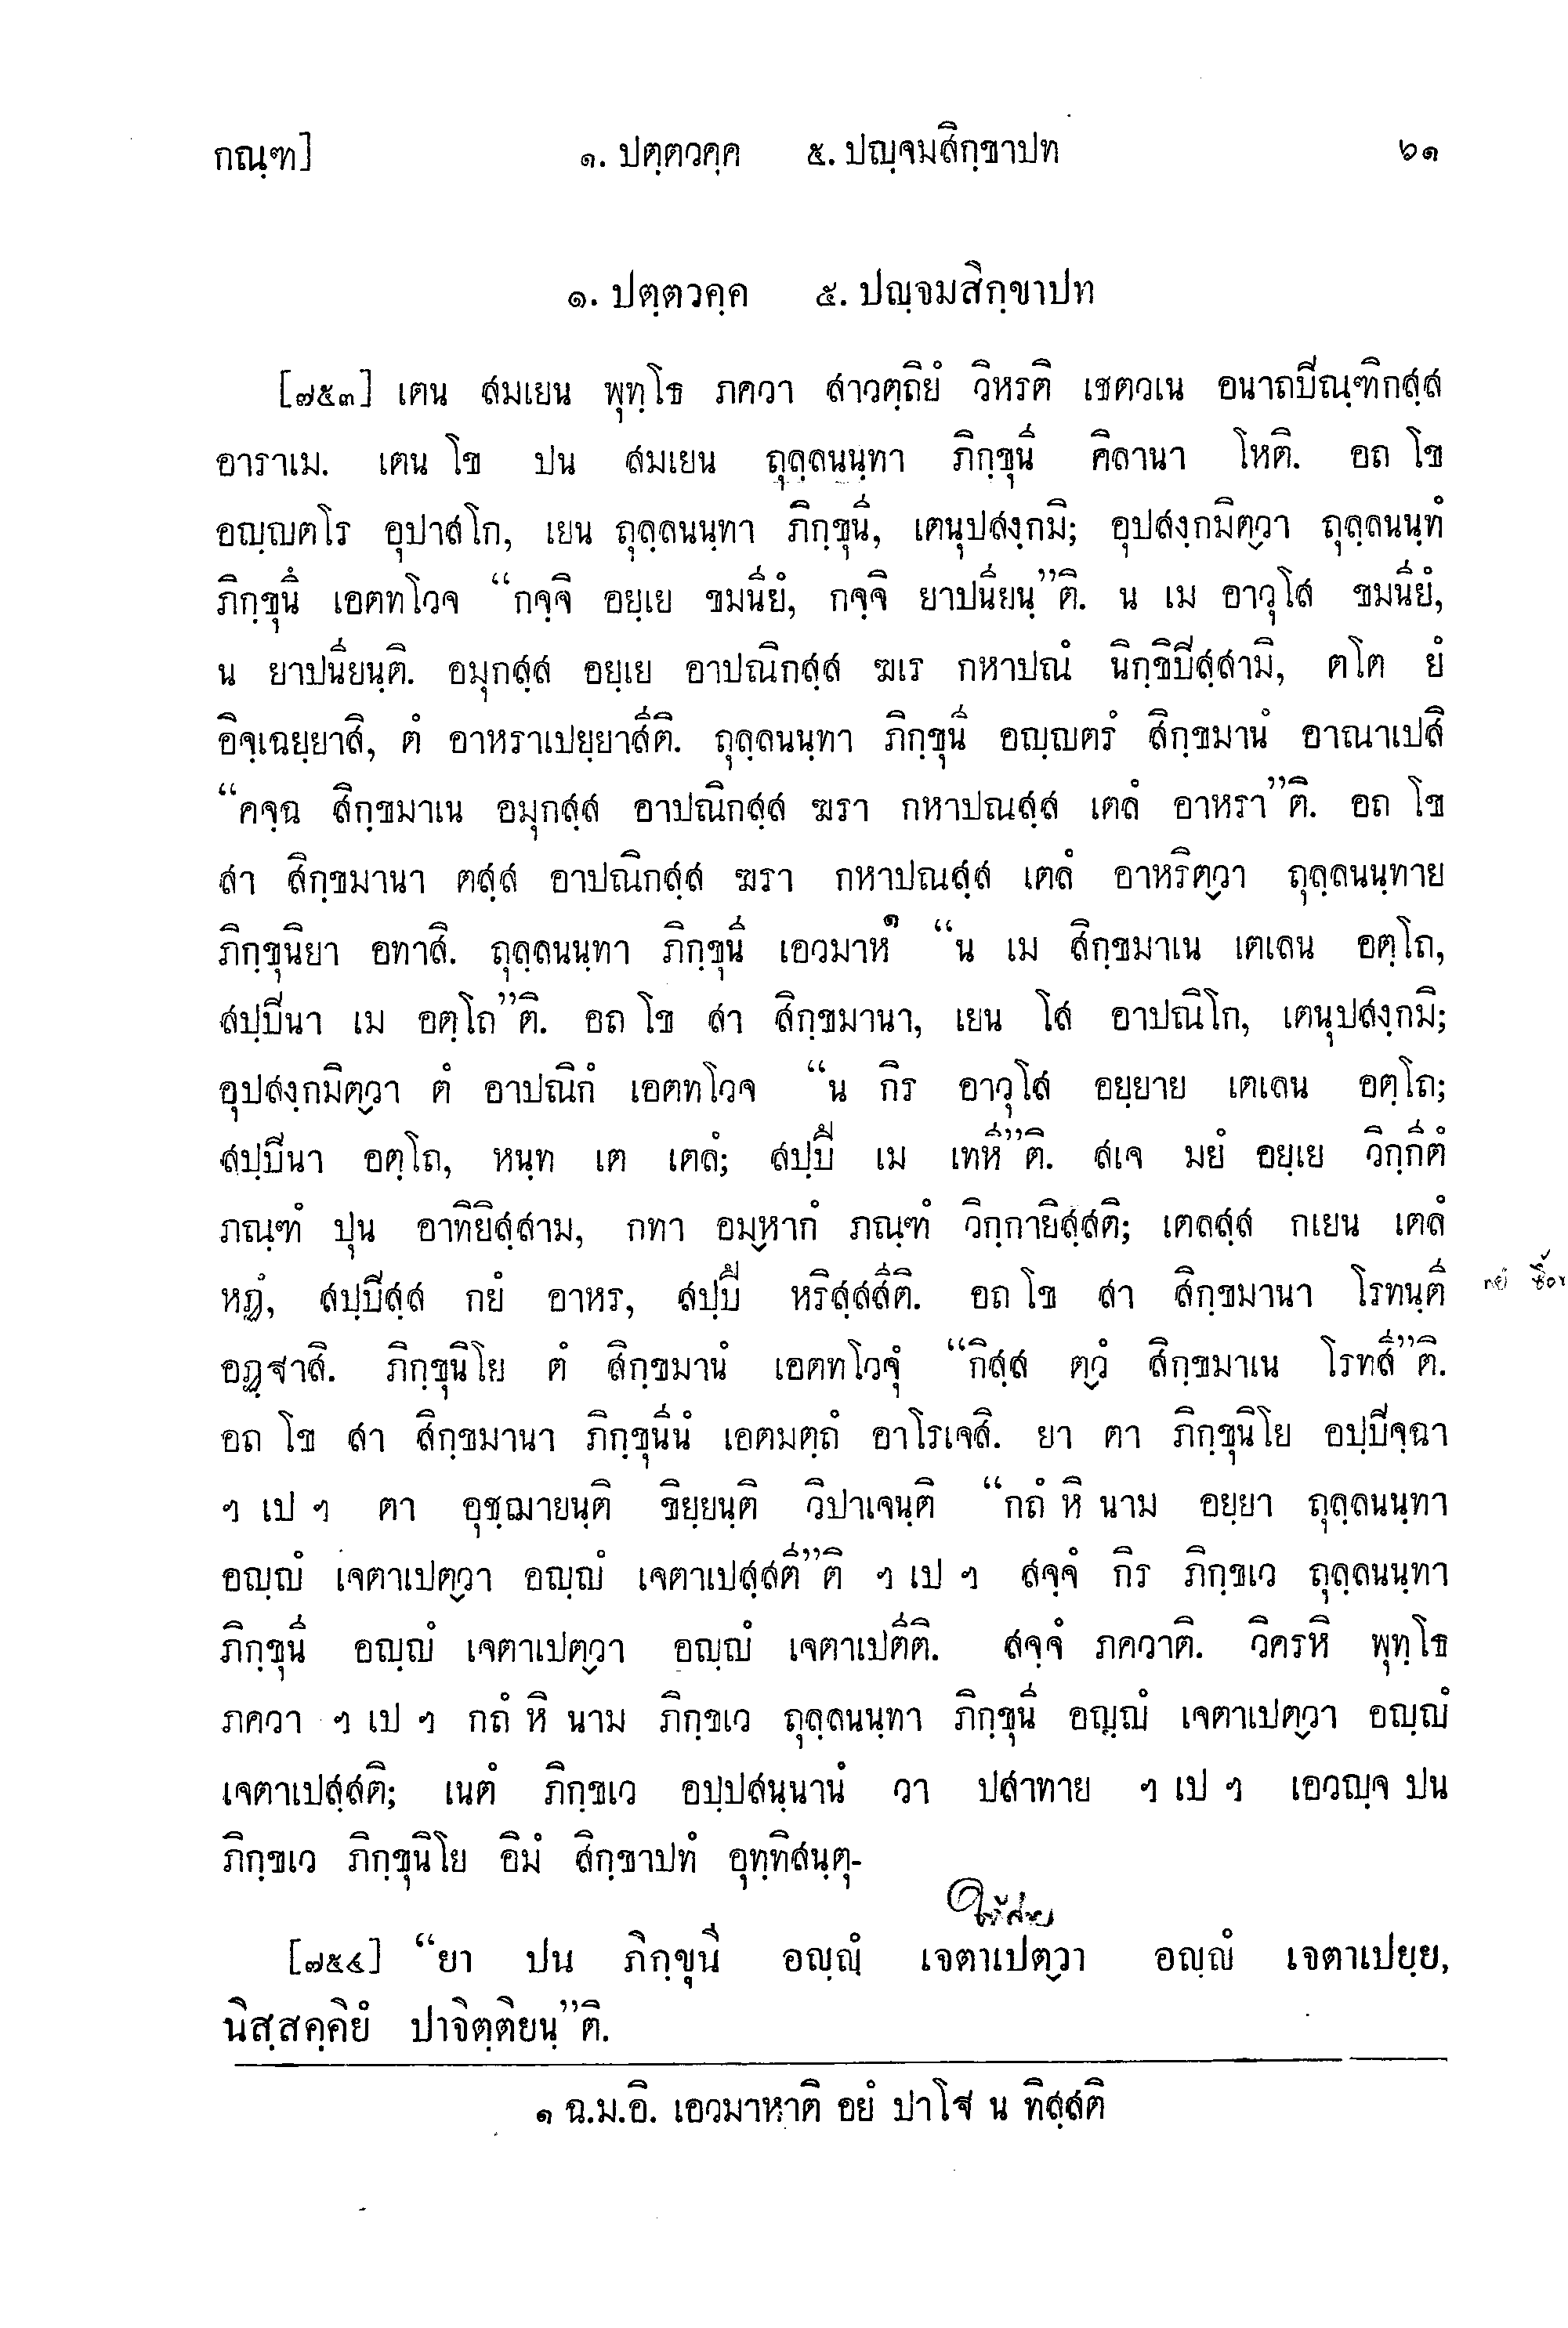 กณฺฑ] ๑. ปตฺตวคฺค ๕. ปญฺจมสิกฺขาปท ๖๑
๑. ปตฺตวคฺค ๕. ปญฺจมสิกฺขาปท
[๗๕๓] เตน สมเยน พุทฺโธ ภควา สาวตฺถิยํ วิหรติ เชตวเน อนาถปิณฺฑิกสฺส
อาราเม. เตน โข ปน สมเยน ถุลฺลนนฺทา ภิกฺขุนี คิลานา โหติ. อถ โข
อญฺญตโร อุปาสโก, เยน ถุลฺลนนฺทา ภิกฺขุนี, เตนุปสงฺกมิ; อุปสงฺกมิตฺวา ถุลฺลนนฺทํ
ภิกฺขุนึ เอตทโวจ “กจฺจิ อยฺเย ขมนียํ, กจฺจิ ยาปนียนฺ”ติ. น เม อาวุโส ขมนียํ,
น ยาปนียนฺติ. อมุกสฺส อยฺเย อาปณิกสฺส ฆเร กหาปณํ นิกฺขิปิสฺสามิ, ตโต ยํ
อิจฺเฉยฺยาสิ, ตํ อาหราเปยฺยาสีติ. ถุลฺลนนฺทา ภิกฺขุนี อญฺญตรํ สิกฺขมานํ อาณาเปสิ
“คจฺฉ สิกฺขมาเน อมุกสฺส อาปณิกสฺส ฆรา กหาปณสฺส เตลํ อาหรา”ติ. อถ โข
สา สิกฺขมานา ตสฺส อาปณิกสฺส ฆรา กหาปณสฺส เตลํ อาหริตฺวา ถุลฺลนนฺทาย
ภิกฺขุนิยา อทาสิ. ถุลฺลนนฺทา ภิกฺขุนี เอวมาห๑ “น เม สิกฺขมาเน เตเลน อตฺโถ,
สปฺปินา เม อตฺโถ”ติ. อถ โข สา สิกฺขมานา, เยน โส อาปณิโก, เตนุปสงฺกมิ;
อุปสงฺกมิตฺวา ตํ อาปณิกํ เอตทโวจ “น กิร อาวุโส อยฺยาย เตเลน อตฺโถ;
สปฺปินา อตฺโถ, หนฺท เต เตลํ; สปฺปึ เม เทหี”ติ. สเจ มยํ อยฺเย วิกฺกีตํ
ภณฺฑํ ปุน อาทิยิสฺสาม, กทา อมฺหากํ ภณฺฑํ วิกฺกายิสฺสติ; เตลสฺส กเยน เตลํ
หฏํ, สปฺปิสฺส กยํ อาหร, สปฺปึ หริสฺสสีติ. อถ โข สา สิกฺขมานา โรทนฺตี
อฏฺฐาสิ. ภิกฺขุนิโย ตํ สิกฺขมานํ เอตทโวจุํ “กิสฺส ตฺวํ สิกฺขมาเน โรทสี”ติ.
อถ โข สา สิกฺขมานา ภิกฺขุนีนํ เอตมตฺถํ อาโรเจสิ. ยา ตา ภิกฺขุนิโย อปฺปิจฺฉา
ฯ เป ฯ ตา อุชฺฌายนฺติ ขิยฺยนฺติ วิปาเจนฺติ “กถํ หิ นาม อยฺยา ถุลฺลนนฺทา
อญฺญํ เจตาเปตฺวา อญฺญํ เจตาเปสฺสตี”ติ ฯ เป ฯ สจฺจํ กิร ภิกฺขเว ถุลฺลนนฺทา
ภิกฺขุนี อญฺญํ เจตาเปตฺวา อญฺญํ เจตาเปตีติ. สจฺจํ ภควาติ. วิครหิ พุทฺโธ
ภควา ฯ เป ฯ กถํ หิ นาม ภิกฺขเว ถุลฺลนนฺทา ภิกฺขุนี อญฺญํ เจตาเปตฺวา อญฺญํ
เจตาเปสฺสติ; เนตํ ภิกฺขเว อปฺปสนฺนานํ วา ปสาทาย ฯ เป ฯ เอวญฺจ ปน
ภิกฺขเว ภิกฺขุนิโย อิมํ สิกฺขาปทํ อุทฺทิสนฺตุ-
[๗๕๔] “ยา ปน ภิกฺขุนี อญฺญํ เจตาเปตฺวา อญฺญํ เจตาเปยฺย,
นิสฺสคฺคิยํ ปาจิตฺติยนฺ”ติ.
๑ ฉ.ม.อิ. เอวมาหาติ อยํ ปาโฐ น ทิสฺสติ